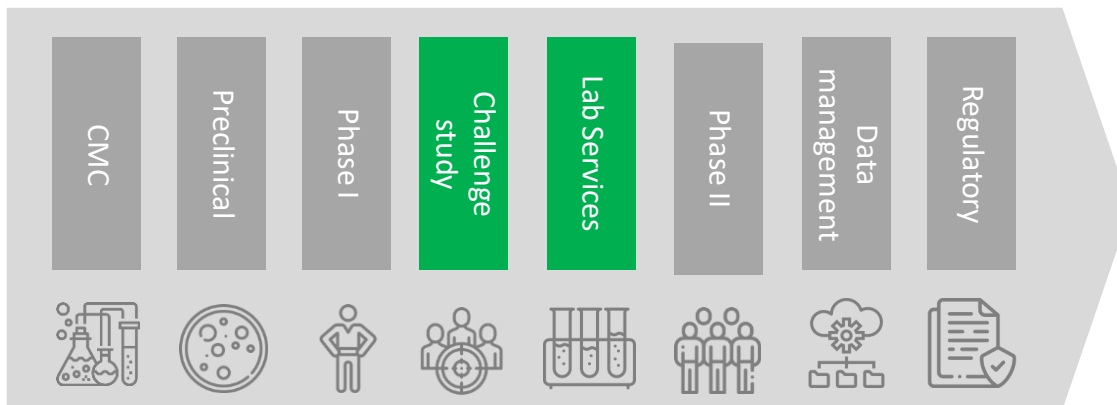 CMC
Preclinical
Phase I
Challenge
study
Lab Services
Phase II
Data
management
Regulatory